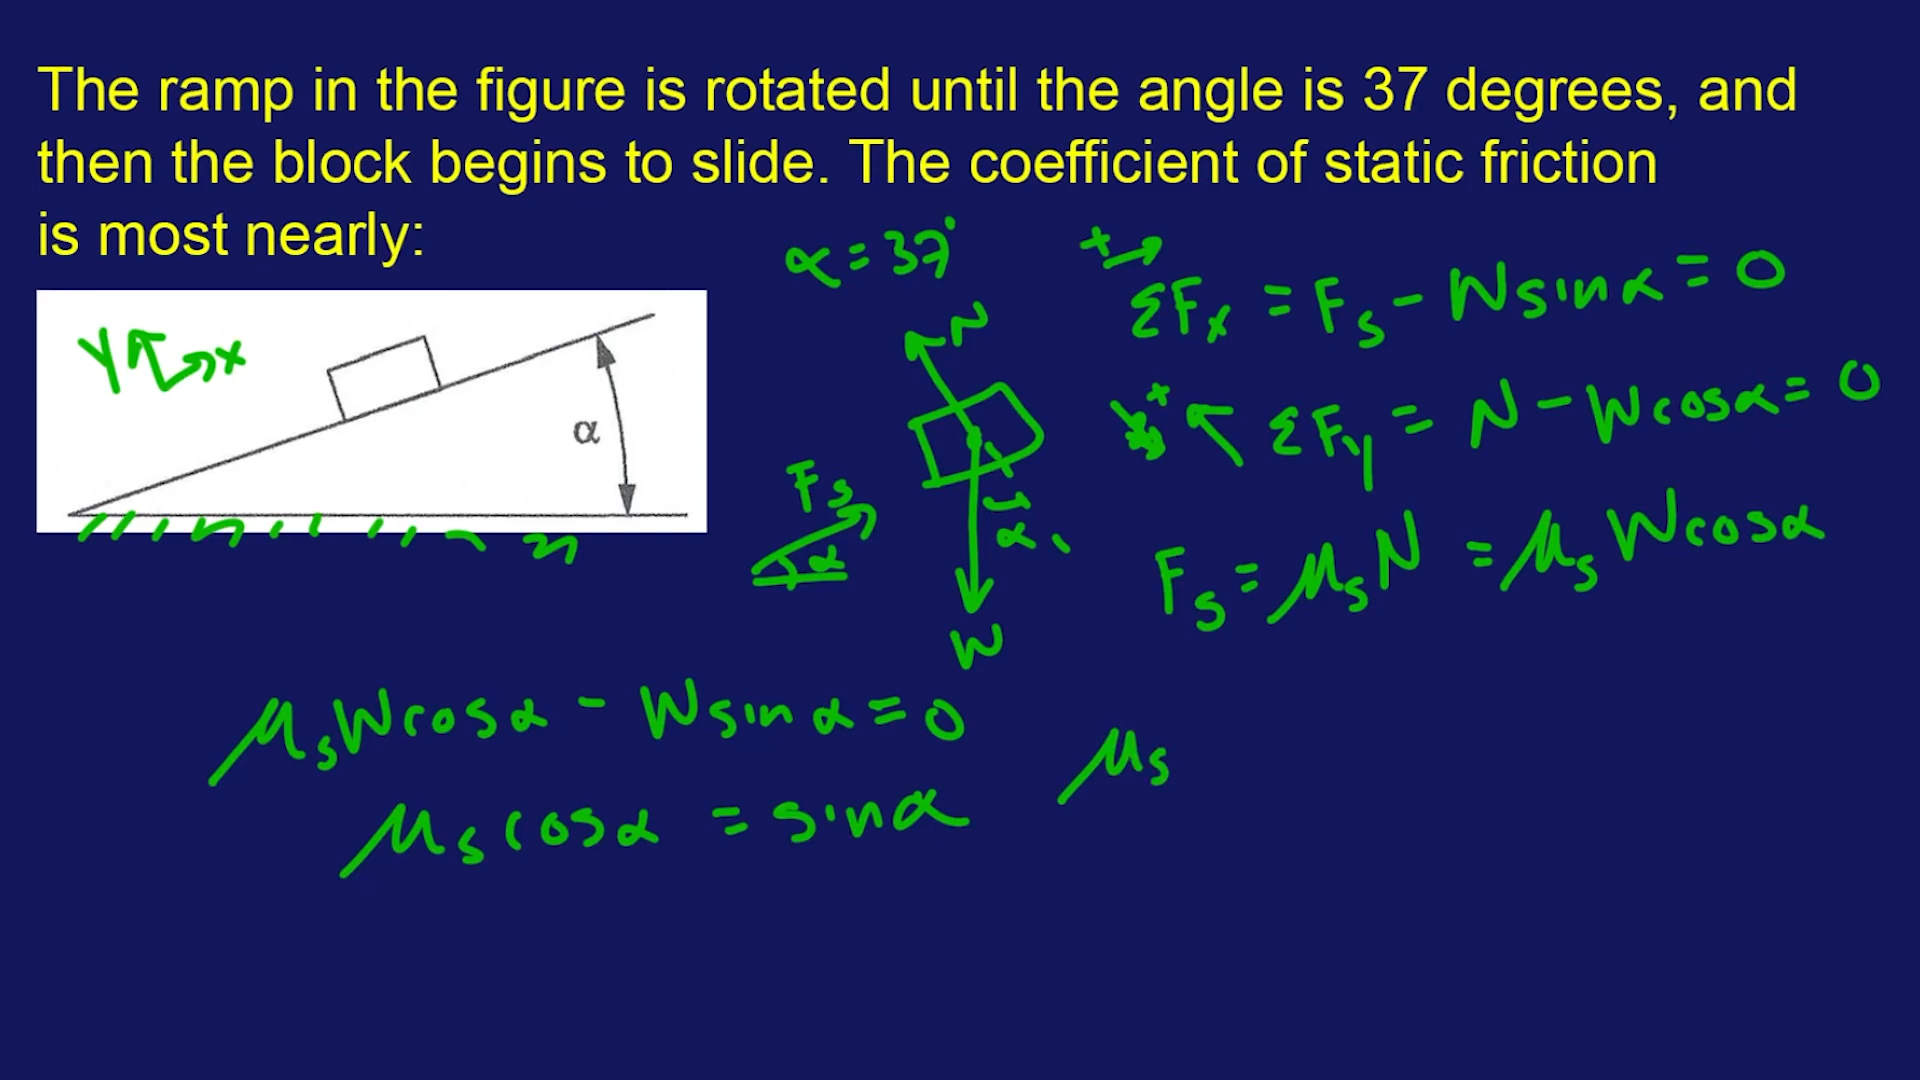 The ramp in the figure is rotated until the angle is 37 degrees, and
then the block begins to slide. The coefficient of static friction
is most nearly:
α = 37°
+
ΣFx = Fs - W sin α = 0
Y
x
α
N
+
ΣFy = N - W cos α = 0
Fs
α
α
W
Fs = μs N = μs W cos α
μs W cos α - W sin α = 0
μs
μs cos α = sin α